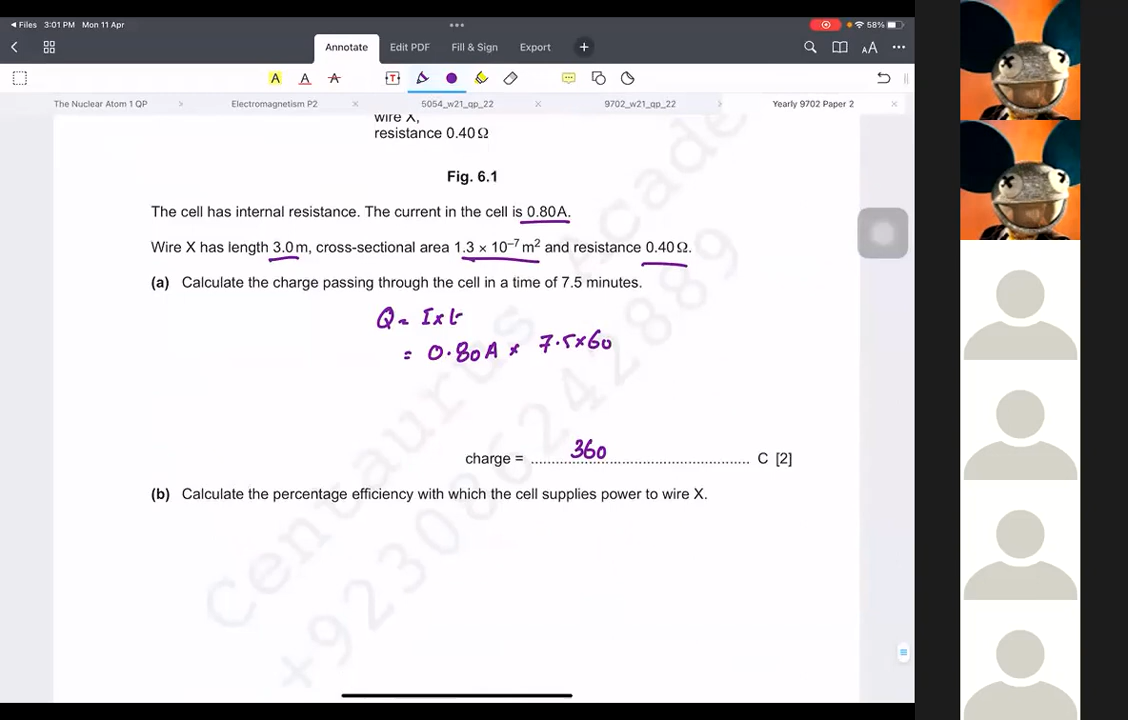 Files 3:01 PM Mon 11 Apr 58%
Annotate Edit PDF Fill & Sign Export
The Nuclear Atom 1 QP Electromagnetism P2 5054_w21_qp_22 9702_w21_qp_22 Yearly 9702 Paper 2
wire X,
resistance 0.40 Ω
Fig. 6.1
The cell has internal resistance. The current in the cell is 0.80 A.
Wire X has length 3.0 m, cross-sectional area 1.3 × 10⁻⁷ m² and resistance 0.40 Ω.
(a) Calculate the charge passing through the cell in a time of 7.5 minutes.
Q = I × t
= 0.80 A × 7.5 × 60
360
charge = .................................................... C [2]
(b) Calculate the percentage efficiency with which the cell supplies power to wire X.
Centaurus Acade
+923086242889